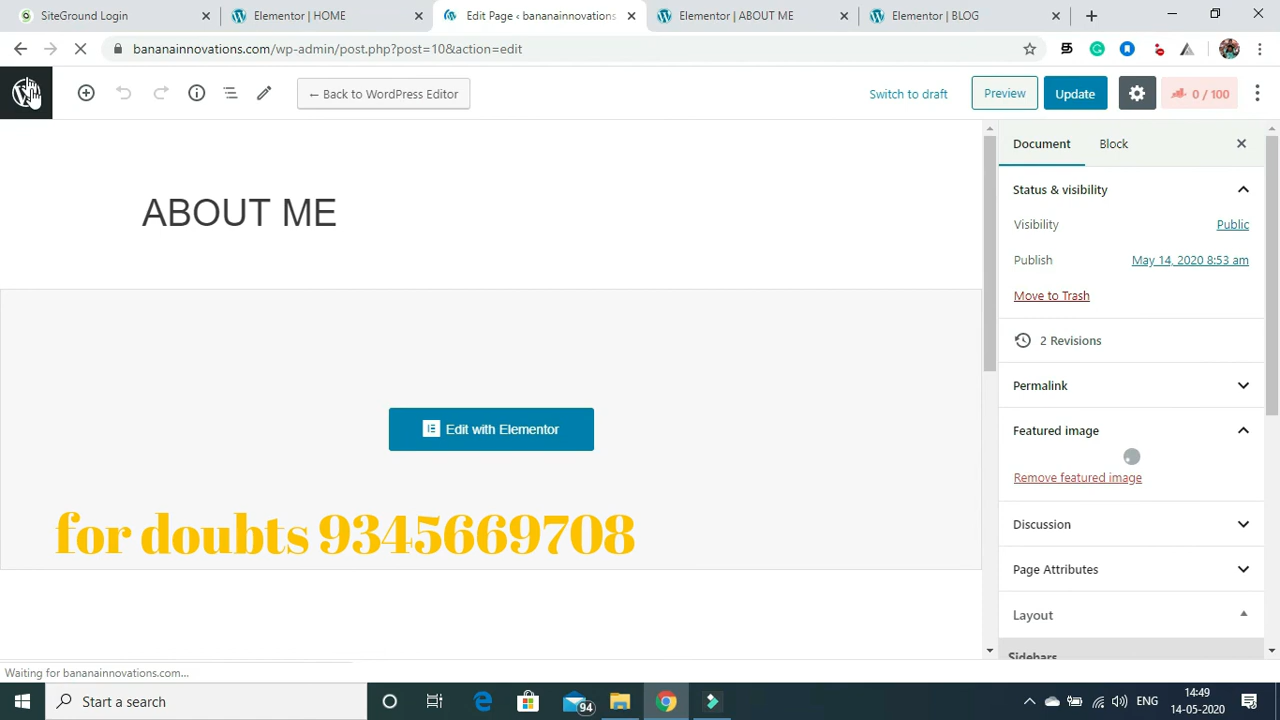 SiteGround Login
Elementor | HOME
Edit Page ‹ bananainnovations
Elementor | ABOUT ME
Elementor | BLOG
bananainnovations.com/wp-admin/post.php?post=10&action=edit
← Back to WordPress Editor
Switch to draft
Preview
Update
0 / 100
Document
Block
ABOUT ME
Status & visibility
Visibility
Public
Publish
May 14, 2020 8:53 am
Move to Trash
2 Revisions
Permalink
Featured image
Edit with Elementor
Remove featured image
for doubts 9345669708
Discussion
Page Attributes
Layout
Sidebars
Waiting for bananainnovations.com...
Start a search
94
ENG
14:49
14-05-2020